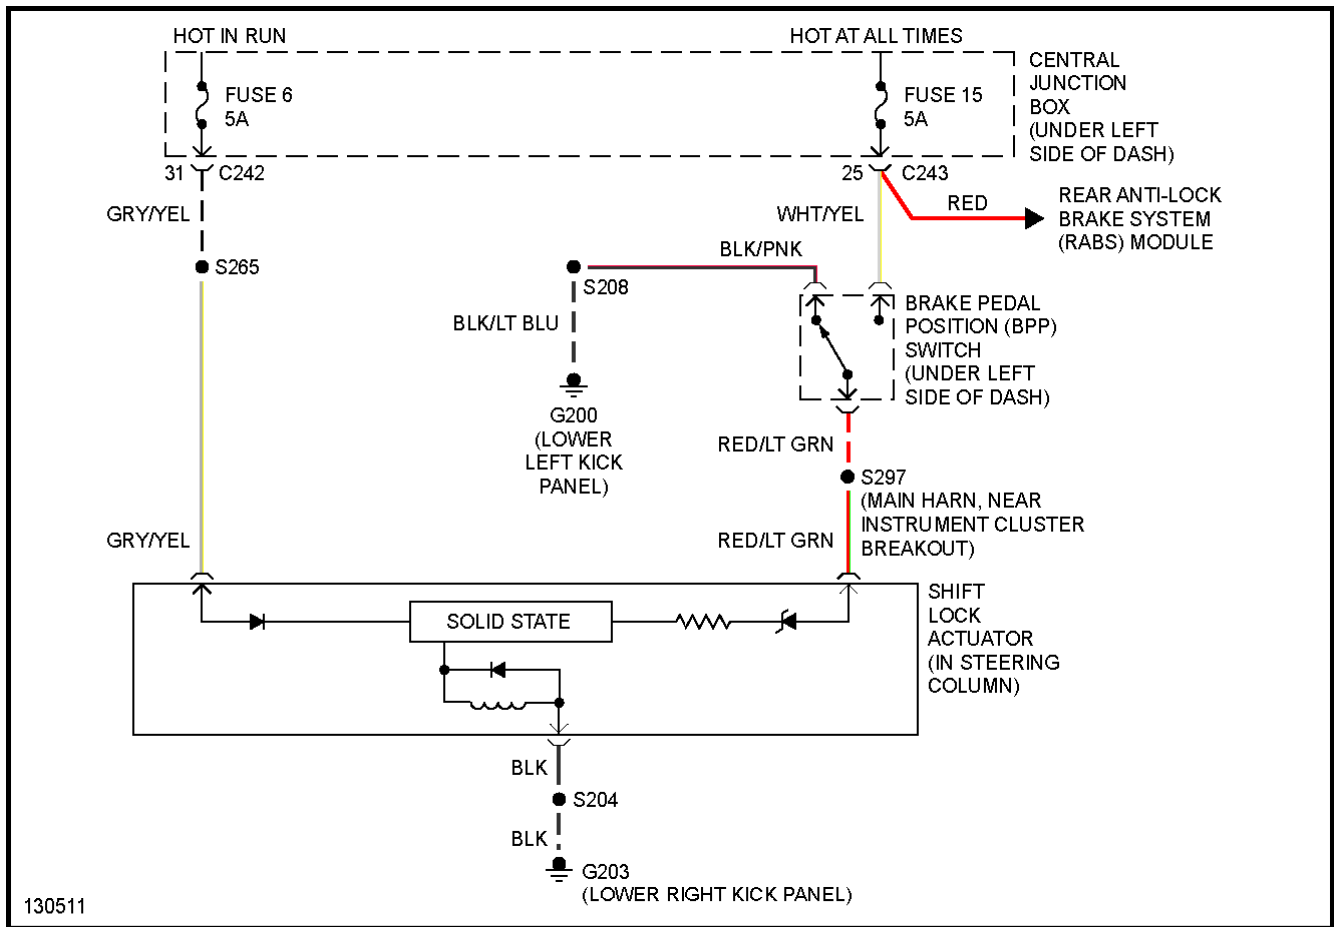 HOT IN RUN
HOT AT ALL TIMES
FUSE 6
5A
FUSE 15
5A
CENTRAL
JUNCTION
BOX
(UNDER LEFT
SIDE OF DASH)
31
C242
25
C243
GRY/YEL
WHT/YEL
RED
REAR ANTI-LOCK
BRAKE SYSTEM
(RABS) MODULE
S265
BLK/PNK
S208
BLK/LT BLU
BRAKE PEDAL
POSITION (BPP)
SWITCH
(UNDER LEFT
SIDE OF DASH)
G200
(LOWER
LEFT KICK
PANEL)
RED/LT GRN
S297
(MAIN HARN, NEAR
INSTRUMENT CLUSTER
BREAKOUT)
GRY/YEL
RED/LT GRN
SOLID STATE
SHIFT
LOCK
ACTUATOR
(IN STEERING
COLUMN)
BLK
S204
BLK
G203
(LOWER RIGHT KICK PANEL)
130511